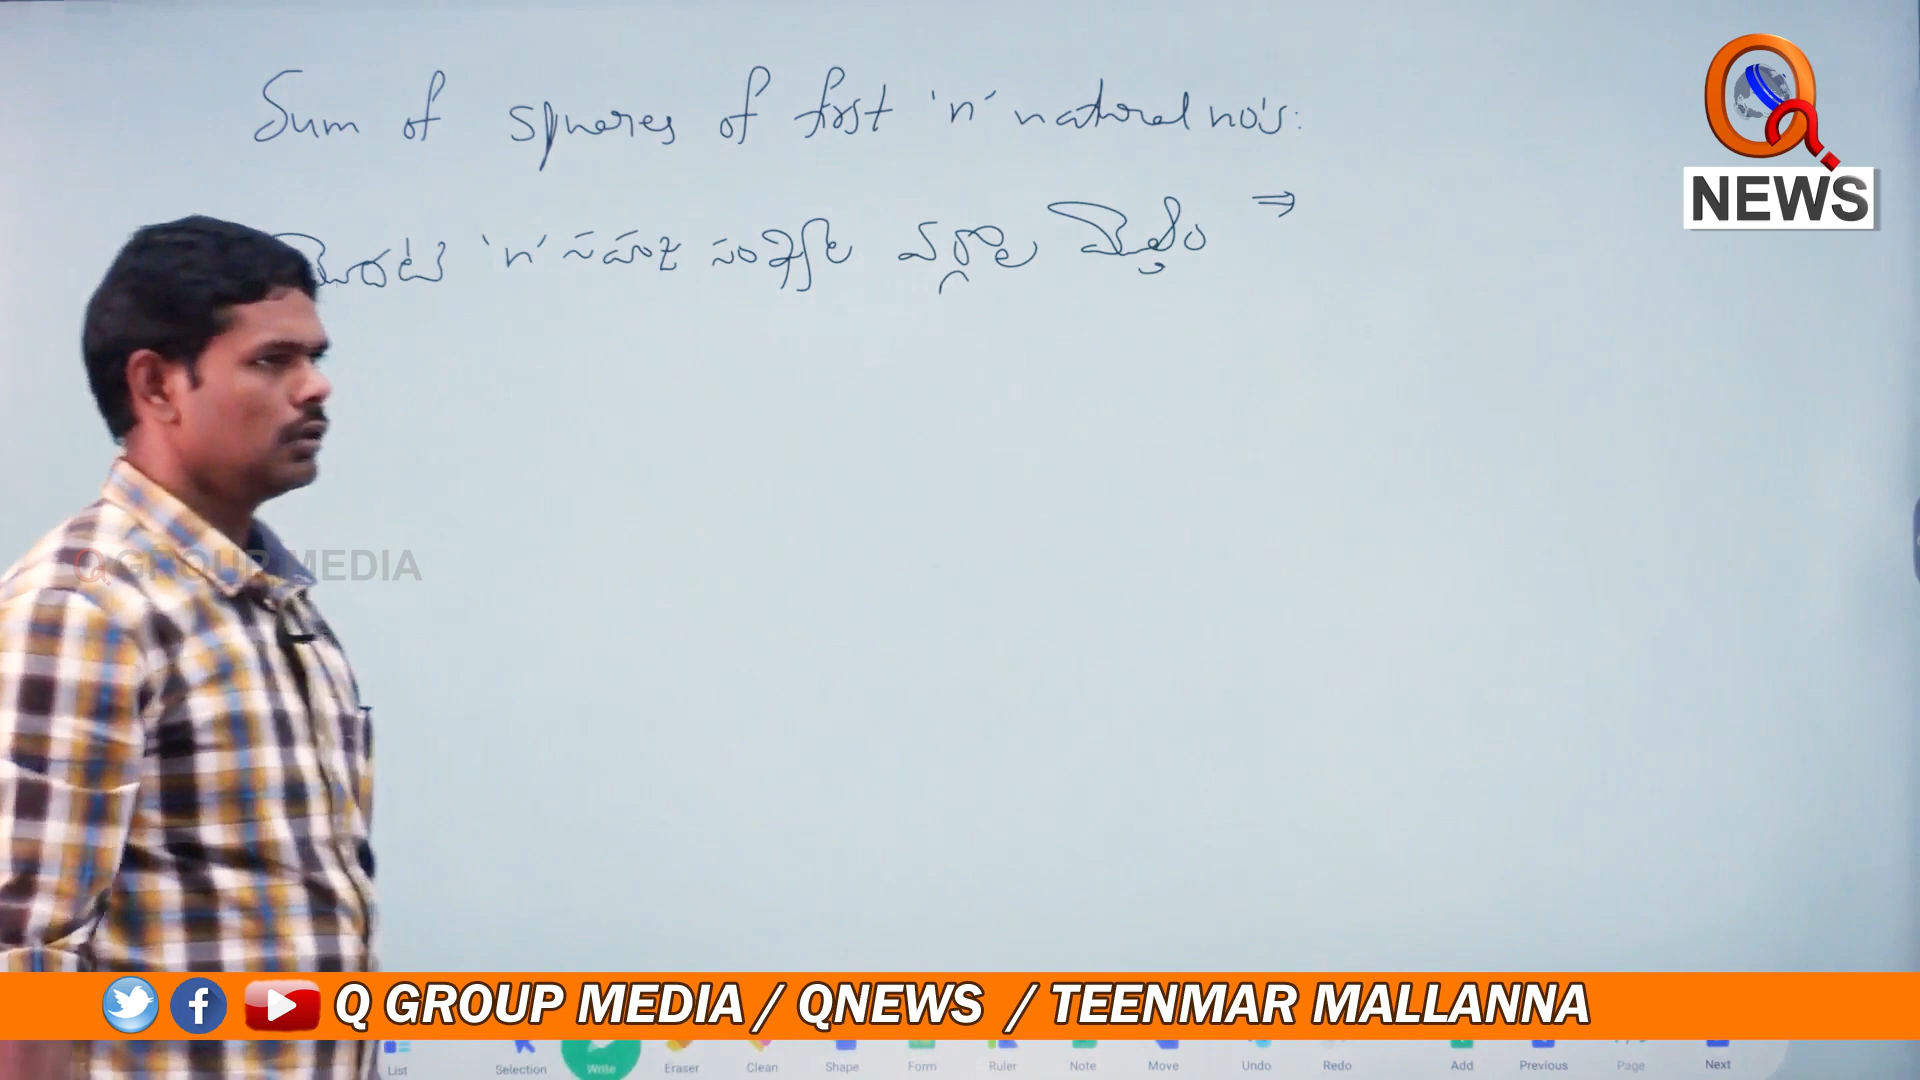 Sum of squares of first 'n' natural no's:
మొదటి 'n' సహజ సంఖ్యల వర్గాల మొత్తం ⇒
Q NEWS
Q GROUP MEDIA
Q GROUP MEDIA / QNEWS / TEENMAR MALLANNA
List Selection Write Eraser Clean Shape Form Ruler Note Move Undo Redo Add Previous Page Next